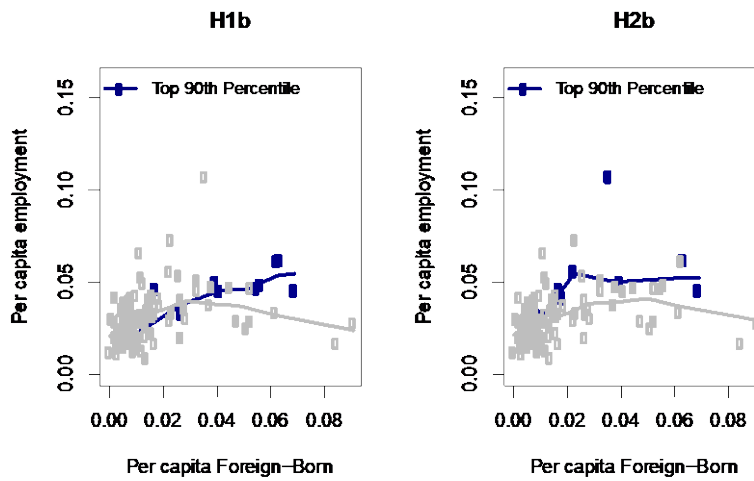 H1b
H2b
Top 90th Percentile
Top 90th Percentile
Per capita employment
0.15
0.10
0.05
0.00
0.00 0.02 0.04 0.06 0.08
Per capita Foreign-Born
Per capita employment
0.15
0.10
0.05
0.00
0.00 0.02 0.04 0.06 0.08
Per capita Foreign-Born